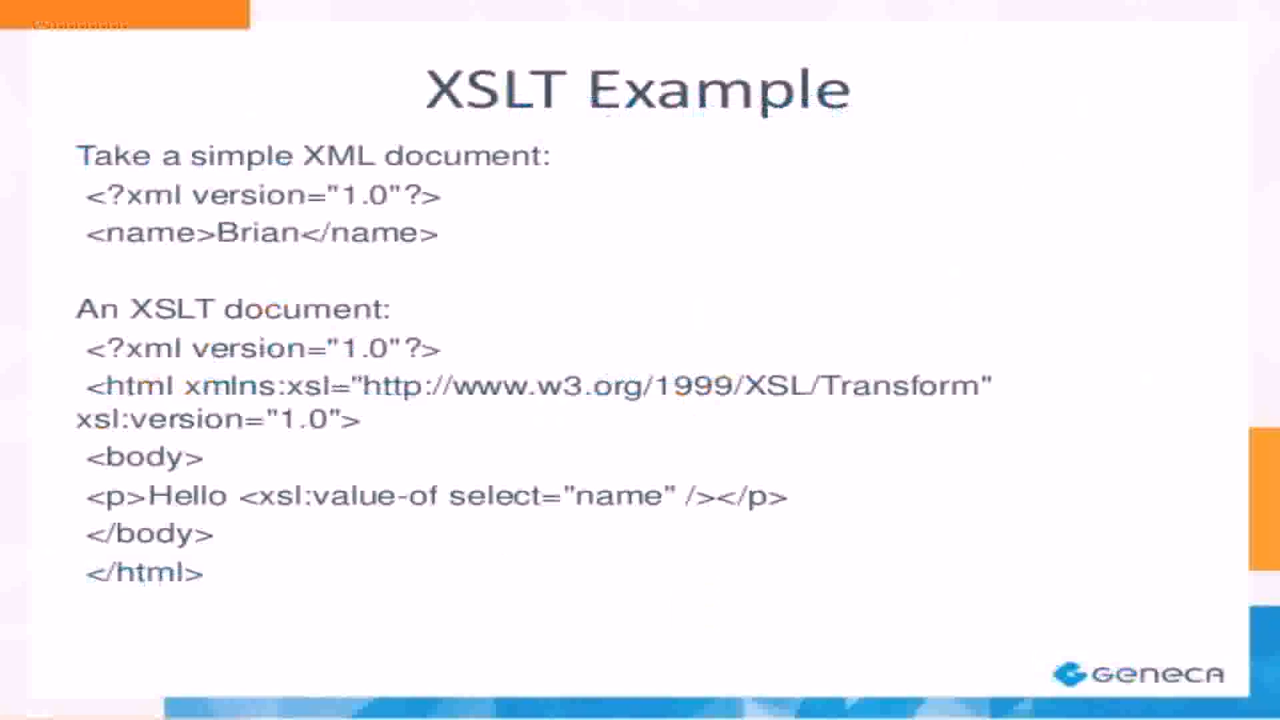 XSLT Example
Take a simple XML document:
<?xml version="1.0"?>
<name>Brian</name>
An XSLT document:
<?xml version="1.0"?>
<html xmlns:xsl="http://www.w3.org/1999/XSL/Transform"
xsl:version="1.0">
<body>
<p>Hello <xsl:value-of select="name" /></p>
</body>
</html>
GENECA